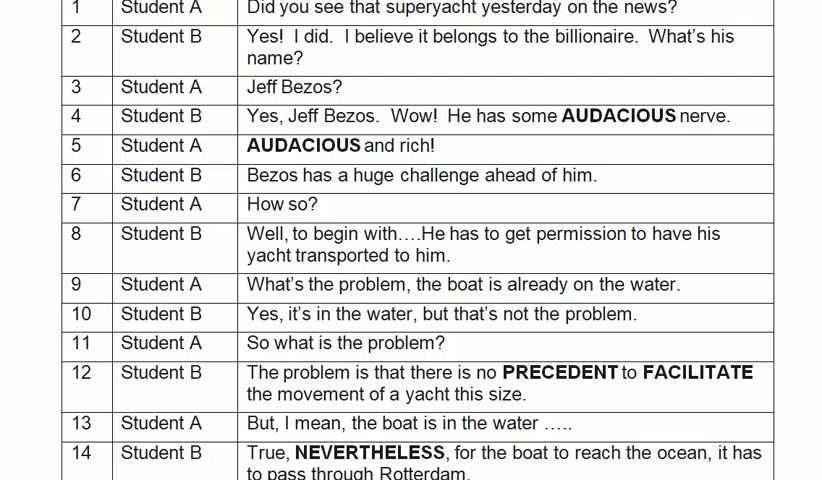 1 Student A Did you see that superyacht yesterday on the news?
2 Student B Yes! I did. I believe it belongs to the billionaire. What's his
name?
3 Student A Jeff Bezos?
4 Student B Yes, Jeff Bezos. Wow! He has some AUDACIOUS nerve.
5 Student A AUDACIOUS and rich!
6 Student B Bezos has a huge challenge ahead of him.
7 Student A How so?
8 Student B Well, to begin with….He has to get permission to have his
yacht transported to him.
9 Student A What's the problem, the boat is already on the water.
10 Student B Yes, it's in the water, but that's not the problem.
11 Student A So what is the problem?
12 Student B The problem is that there is no PRECEDENT to FACILITATE
the movement of a yacht this size.
13 Student A But, I mean, the boat is in the water …..
14 Student B True, NEVERTHELESS, for the boat to reach the ocean, it has
to pass through Rotterdam.